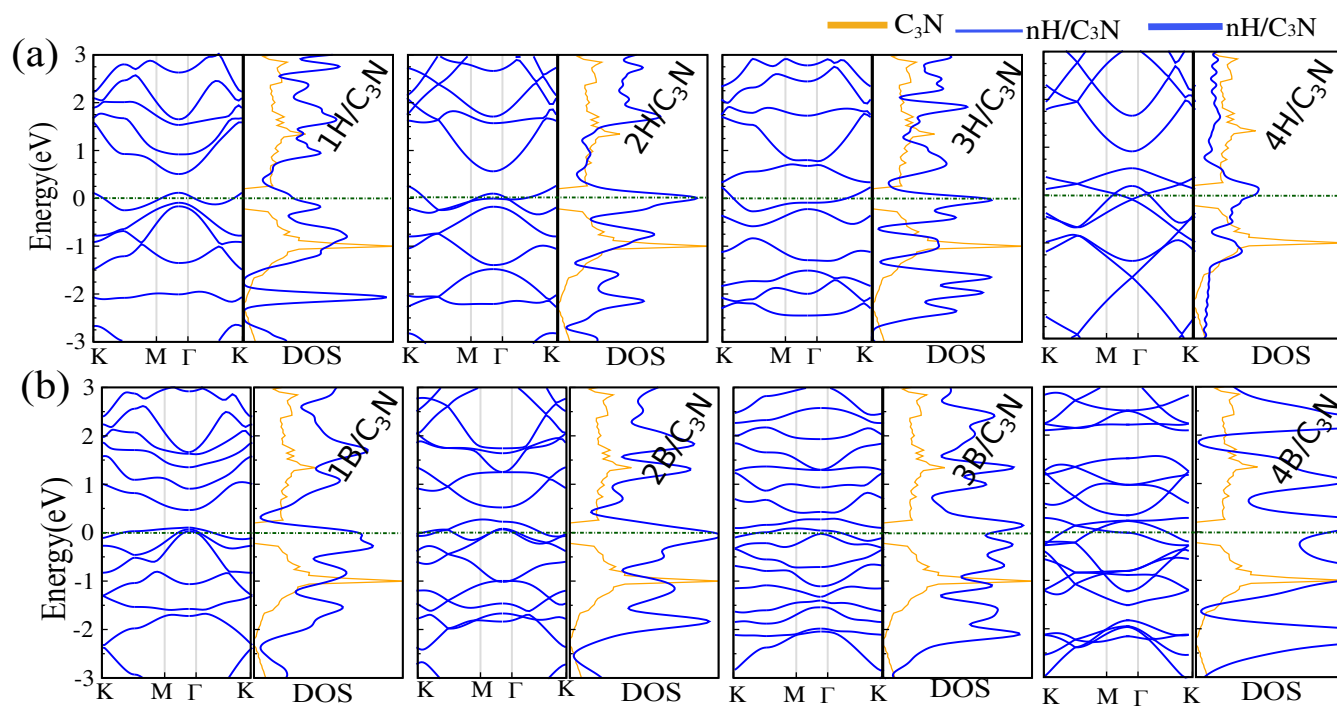 C₃N nH/C₃N nH/C₃N
(a)
Energy(eV)
3
2
1
0
-1
-2
-3
1H/C₃N
2H/C₃N
3H/C₃N
4H/C₃N
K M Γ K DOS K M Γ K DOS K M Γ K DOS K M Γ K DOS
(b)
Energy(eV)
3
2
1
0
-1
-2
-3
1B/C₃N
2B/C₃N
3B/C₃N
4B/C₃N
K M Γ K DOS K M Γ K DOS K M Γ K DOS K M Γ K DOS